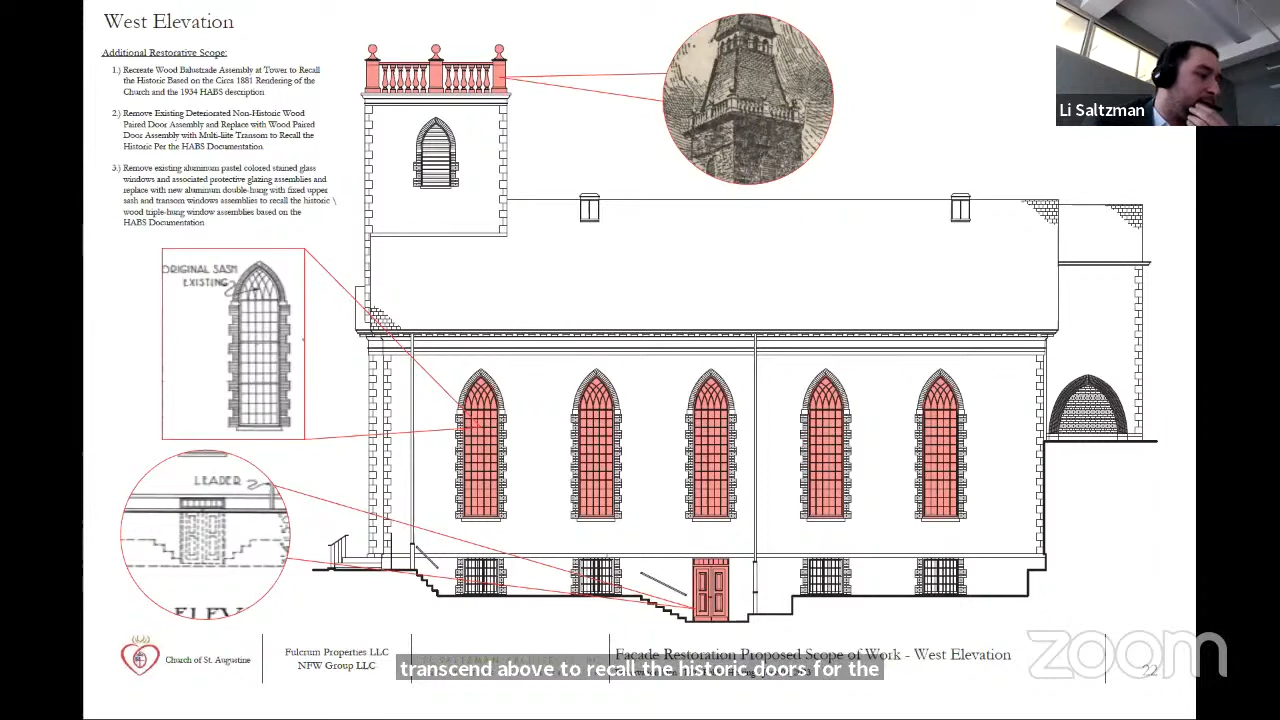 West Elevation
Additional Restorative Scope:
1.) Recreate Wood Balustrade Assembly at Tower to Recall
the Historic Based on the Circa 1881 Rendering of the
Church and the 1934 HABS description
2.) Remove Existing Deteriorated Non-Historic Wood
Paired Door Assembly and Replace with Wood Paired
Door Assembly with Multi-lite Transom to Recall the
Historic Per the HABS Documentation.
3.) Remove existing aluminum pastel colored stained glass
windows and associated protective glazing assemblies and
replace with new aluminum double-hung with fixed upper
sash and transom windows assemblies to recall the historic \
wood triple-hung window assemblies based on the
HABS Documentation
Li Saltzman
ORIGINAL SASH
EXISTING
LEADER
ELEV
Church of St. Augustine
Fulcrum Properties LLC
NFW Group LLC
Facade Restoration Proposed Scope of Work - West Elevation
transcend above to recall the historic doors for the
zoom
22